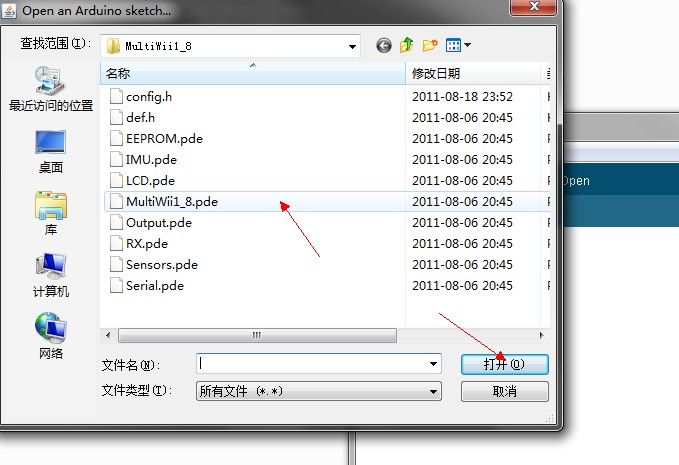 Open an Arduino sketch...
查找范围(I):
MultiWii1_8
名称
修改日期
config.h
2011-08-18 23:52
def.h
2011-08-06 20:45
EEPROM.pde
2011-08-06 20:45
IMU.pde
2011-08-06 20:45
LCD.pde
2011-08-06 20:45
MultiWii1_8.pde
2011-08-06 20:45
Output.pde
2011-08-06 20:45
RX.pde
2011-08-06 20:45
Sensors.pde
2011-08-06 20:45
Serial.pde
2011-08-06 20:45
最近访问的位置
桌面
库
计算机
网络
Open
文件名(N):
打开(O)
文件类型(T):
所有文件 (*.*)
取消